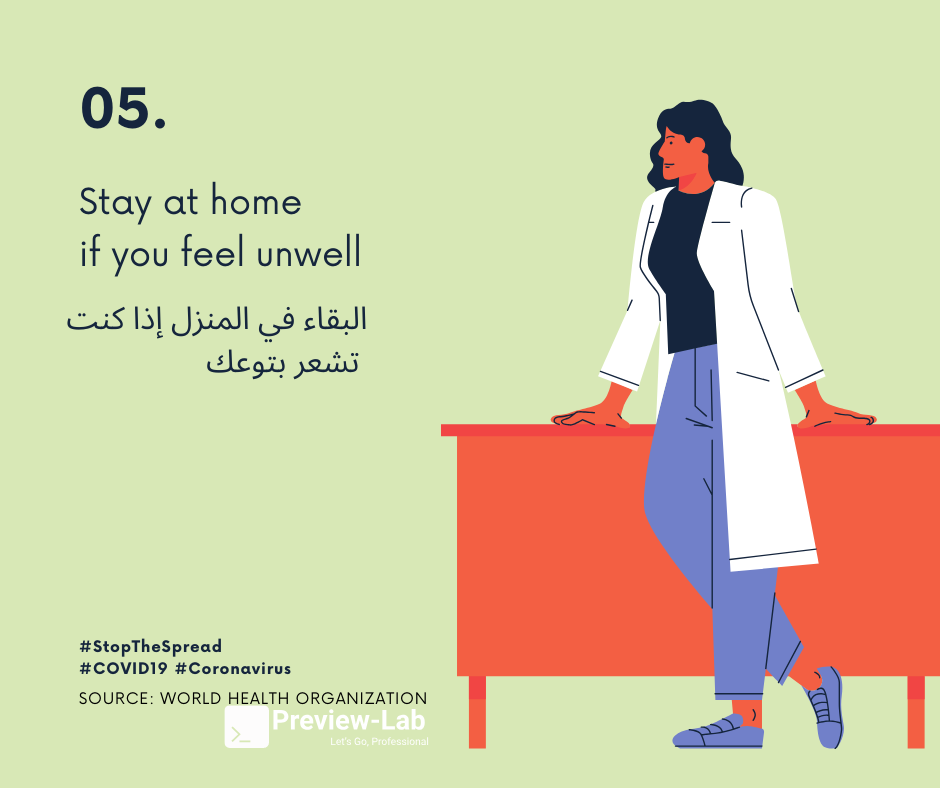 05.
Stay at home
if you feel unwell
البقاء في المنزل إذا كنت
تشعر بتوعك
#StopTheSpread
#COVID19 #Coronavirus
SOURCE: WORLD HEALTH ORGANIZATION
Preview-Lab
Let's Go, Professional